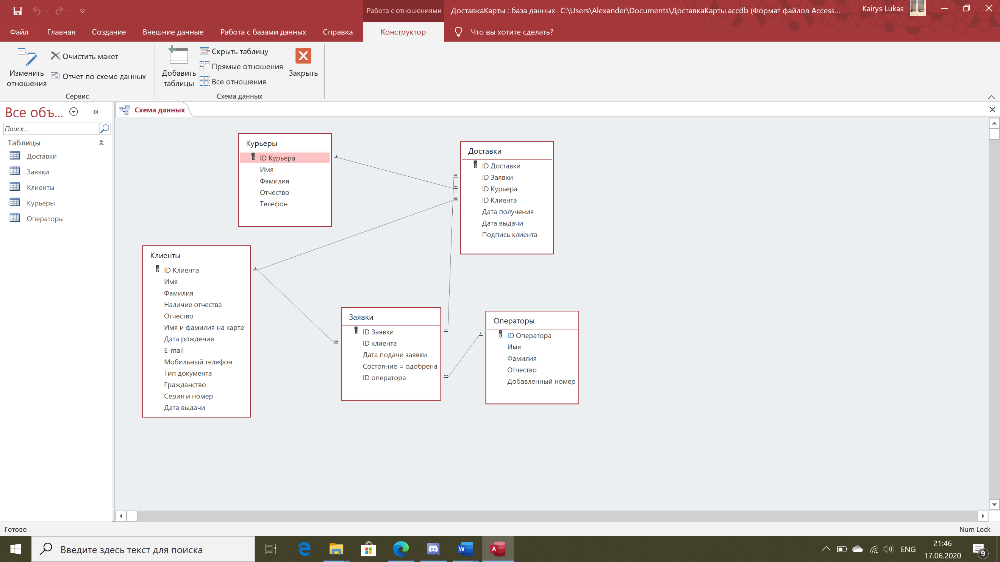 Работа с отношениями
ДоставкаКарты : база данных- C:\Users\Alexander\Documents\ДоставкаКарты.accdb (Формат файлов Access...
Kairys Lukas
Файл
Главная
Создание
Внешние данные
Работа с базами данных
Справка
Конструктор
Что вы хотите сделать?
Изменить отношения
Очистить макет
Отчет по схеме данных
Сервис
Добавить таблицы
Скрыть таблицу
Прямые отношения
Все отношения
Закрыть
Схема данных
Все объ...
Поиск...
Таблицы
Доставки
Заявки
Клиенты
Курьеры
Операторы
Схема данных
Курьеры
ID Курьера
Имя
Фамилия
Отчество
Телефон
Доставки
ID Доставки
ID Заявки
ID Курьера
ID Клиента
Дата получения
Дата выдачи
Подпись клиента
Клиенты
ID Клиента
Имя
Фамилия
Наличие отчества
Отчество
Имя и фамилия на карте
Дата рождения
E-mail
Мобильный телефон
Тип документа
Гражданство
Серия и номер
Дата выдачи
Заявки
ID Заявки
ID клиента
Дата подачи заявки
Состояние = одобрена
ID оператора
Операторы
ID Оператора
Имя
Фамилия
Отчество
Добавленный номер
Готово
Num Lock
Введите здесь текст для поиска
ENG
21:46
17.06.2020
9